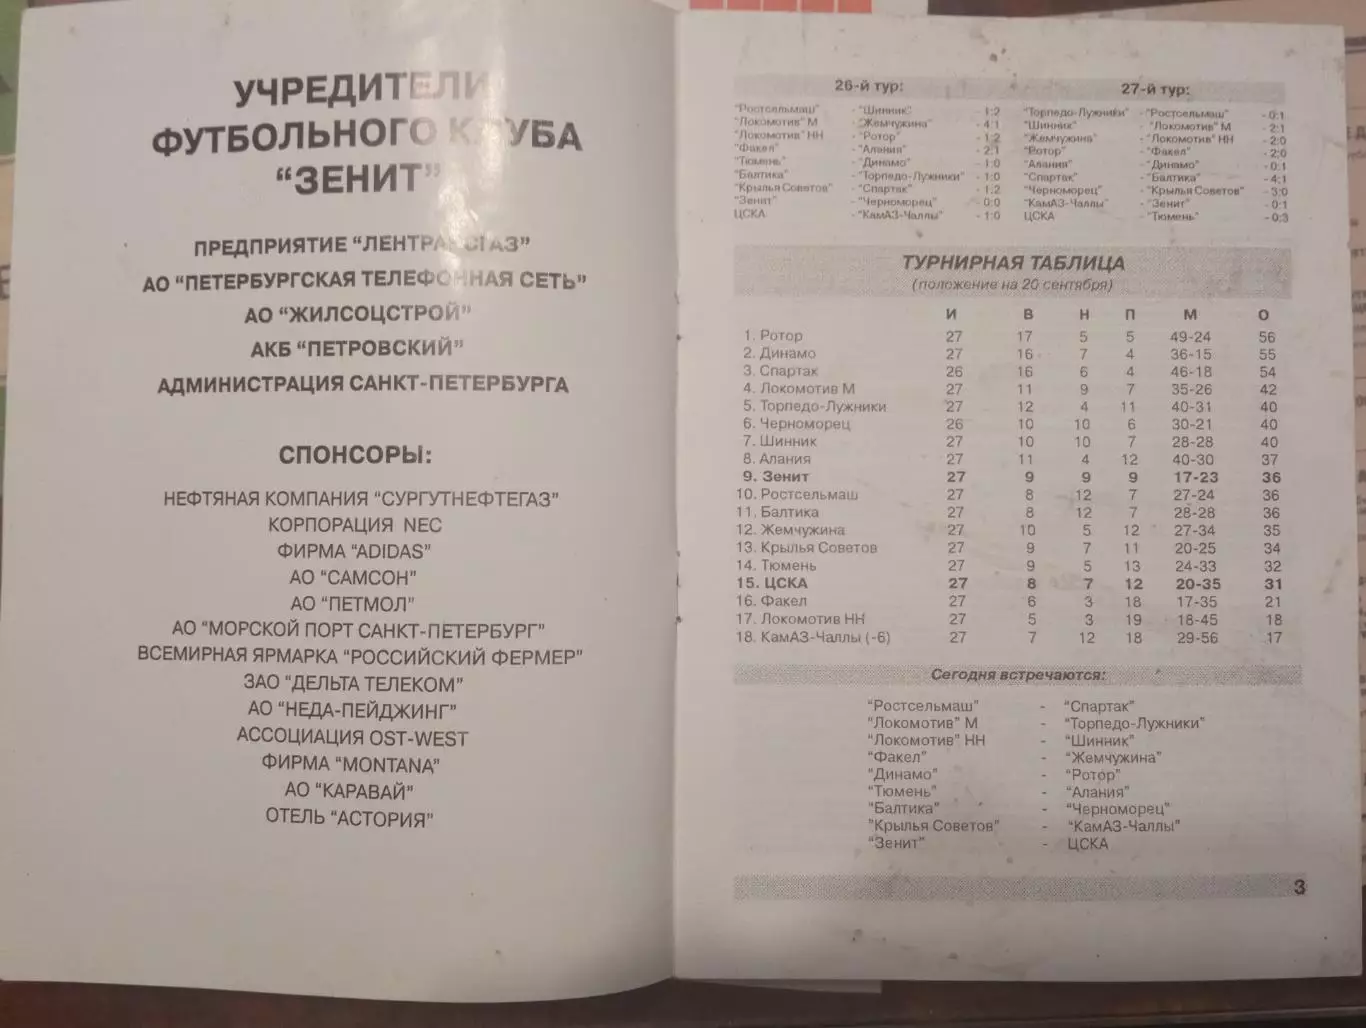 УЧРЕДИТЕЛИ
ФУТБОЛЬНОГО КЛУБА
“ЗЕНИТ”
ПРЕДПРИЯТИЕ “ЛЕНТРАНСГАЗ”
АО “ПЕТЕРБУРГСКАЯ ТЕЛЕФОННАЯ СЕТЬ”
АО “ЖИЛСОЦСТРОЙ”
АКБ “ПЕТРОВСКИЙ”
АДМИНИСТРАЦИЯ САНКТ-ПЕТЕРБУРГА
СПОНСОРЫ:
НЕФТЯНАЯ КОМПАНИЯ “СУРГУТНЕФТЕГАЗ”
КОРПОРАЦИЯ NEC
ФИРМА “ADIDAS”
АО “САМСОН”
АО “ПЕТМОЛ”
АО “МОРСКОЙ ПОРТ САНКТ-ПЕТЕРБУРГ”
ВСЕМИРНАЯ ЯРМАРКА “РОССИЙСКИЙ ФЕРМЕР”
ЗАО “ДЕЛЬТА ТЕЛЕКОМ”
АО “НЕДА-ПЕЙДЖИНГ”
АССОЦИАЦИЯ OST-WEST
ФИРМА “MONTANA”
АО “КАРАВАЙ”
ОТЕЛЬ “АСТОРИЯ”
26-й тур:
“Ростсельмаш” - “Шинник” - 1:2
“Локомотив” М - “Жемчужина” - 4:1
“Локомотив” НН - “Ротор” - 1:2
“Факел” - “Алания” - 2:1
“Тюмень” - “Динамо” - 1:0
“Балтика” - “Торпедо-Лужники” - 1:0
“Крылья Советов” - “Спартак” - 1:2
“Зенит” - “Черноморец” - 0:0
ЦСКА - “КамАЗ-Чаллы” - 1:0
27-й тур:
“Торпедо-Лужники” - “Ростсельмаш” - 0:1
“Шинник” - “Локомотив” М - 2:1
“Жемчужина” - “Локомотив” НН - 2:0
“Ротор” - “Факел” - 2:0
“Алания” - “Динамо” - 0:1
“Спартак” - “Балтика” - 4:1
“Черноморец” - “Крылья Советов” - 3:0
“КамАЗ-Чаллы” - “Зенит” - 0:1
ЦСКА - “Тюмень” - 0:3
ТУРНИРНАЯ ТАБЛИЦА
(положение на 20 сентября)
И В Н П М О
1. Ротор 27 17 5 5 49-24 56
2. Динамо 27 16 7 4 36-15 55
3. Спартак 26 16 6 4 46-18 54
4. Локомотив М 27 11 9 7 35-26 42
5. Торпедо-Лужники 27 12 4 11 40-31 40
6. Черноморец 26 10 10 6 30-21 40
7. Шинник 27 10 10 7 28-28 40
8. Алания 27 11 4 12 40-30 37
9. Зенит 27 9 9 9 17-23 36
10. Ростсельмаш 27 8 12 7 27-24 36
11. Балтика 27 8 12 7 28-28 36
12. Жемчужина 27 10 5 12 27-34 35
13. Крылья Советов 27 9 7 11 20-25 34
14. Тюмень 27 9 5 13 24-33 32
15. ЦСКА 27 8 7 12 20-35 31
16. Факел 27 6 3 18 17-35 21
17. Локомотив НН 27 5 3 19 18-45 18
18. КамАЗ-Чаллы (-6) 27 7 12 18 29-56 17
Сегодня встречаются:
“Ростсельмаш” - “Спартак”
“Локомотив” М - “Торпедо-Лужники”
“Локомотив” НН - “Шинник”
“Факел” - “Жемчужина”
“Динамо” - “Ротор”
“Тюмень” - “Алания”
“Балтика” - “Черноморец”
“Крылья Советов” - “КамАЗ-Чаллы”
“Зенит” - ЦСКА
3